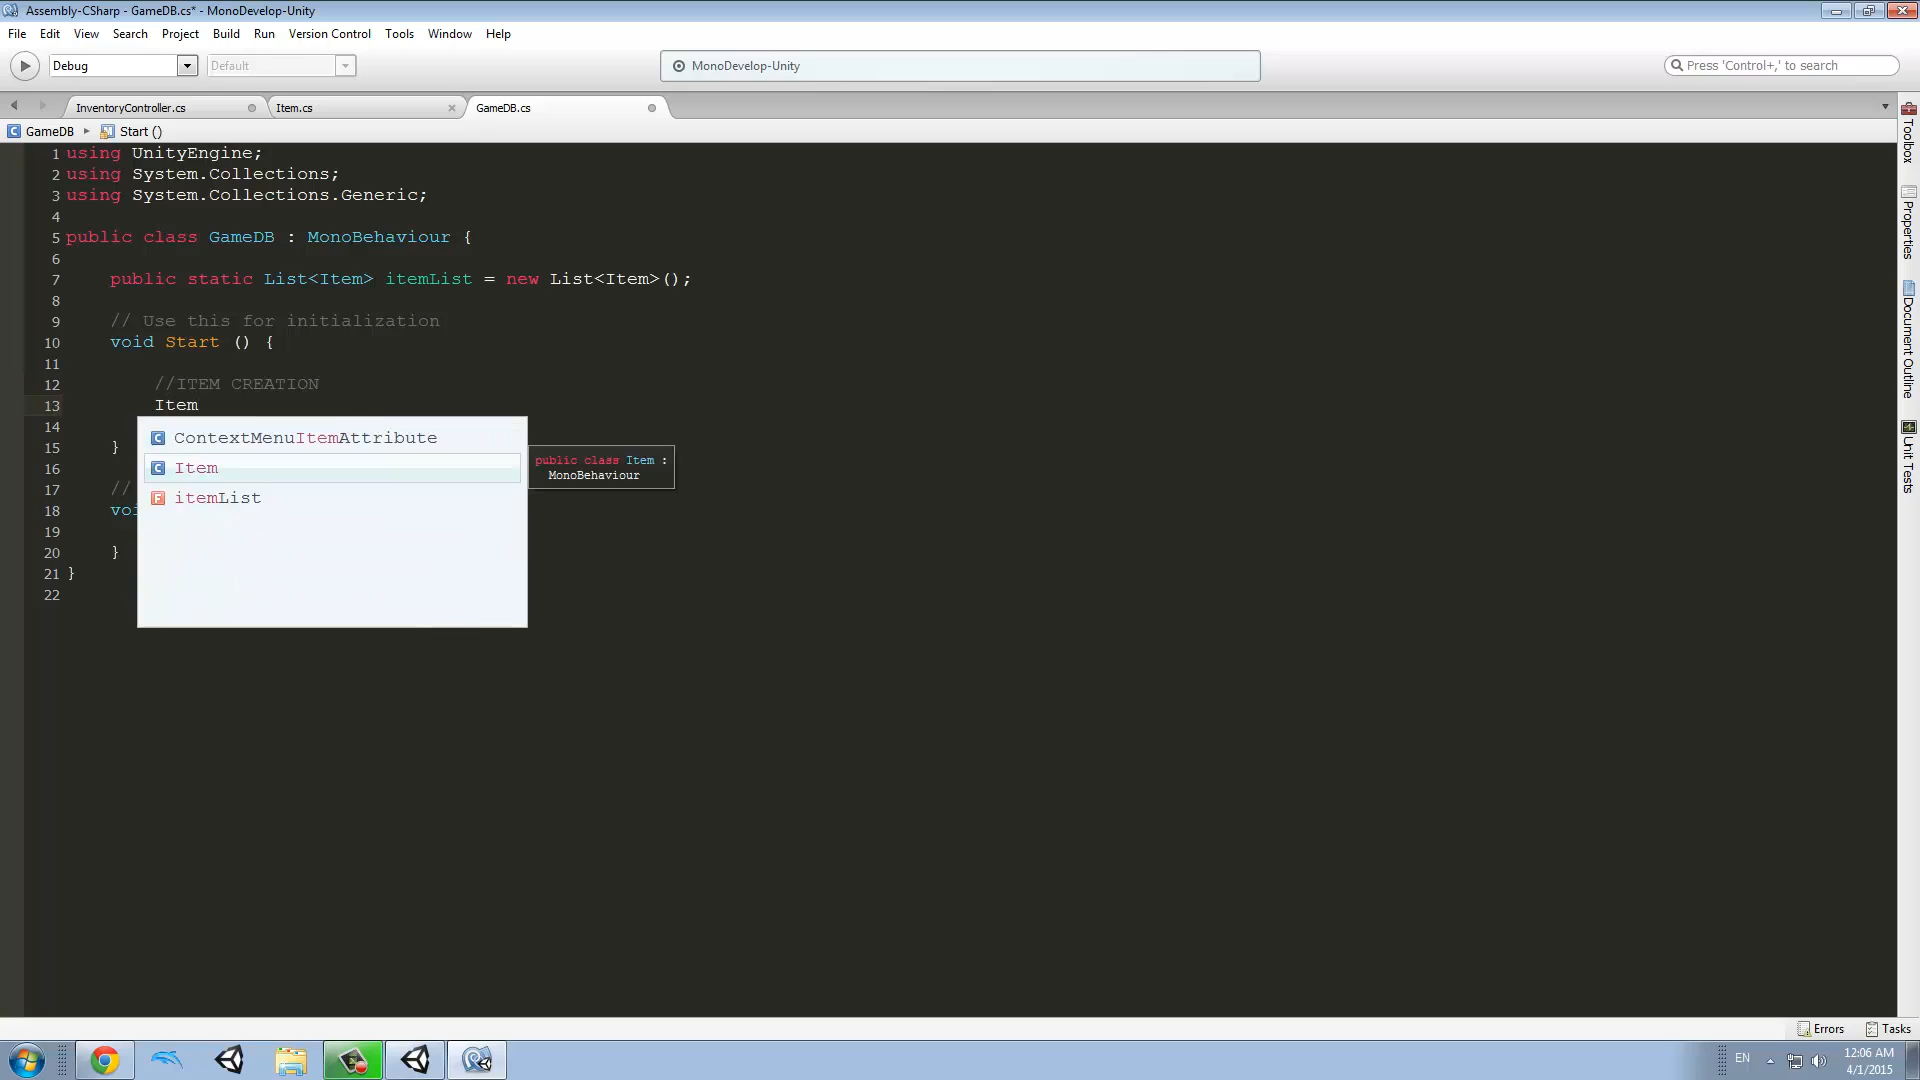 Assembly-CSharp - GameDB.cs* - MonoDevelop-Unity
File Edit View Search Project Build Run Version Control Tools Window Help
Debug Default MonoDevelop-Unity Press 'Control+,' to search
InventoryController.cs Item.cs GameDB.cs
GameDB Start ()
1 using UnityEngine;
2 using System.Collections;
3 using System.Collections.Generic;
4
5 public class GameDB : MonoBehaviour {
6
7 public static List<Item> itemList = new List<Item>();
8
9 // Use this for initialization
10 void Start () {
11
12 //ITEM CREATION
13 Item
14
15 }
16
17 //
18 voi
19
20 }
21 }
22
ContextMenuItemAttribute
Item
itemList
public class Item :
MonoBehaviour
Toolbox
Properties
Document Outline
Unit Tests
Errors Tasks
EN 12:06 AM
4/1/2015